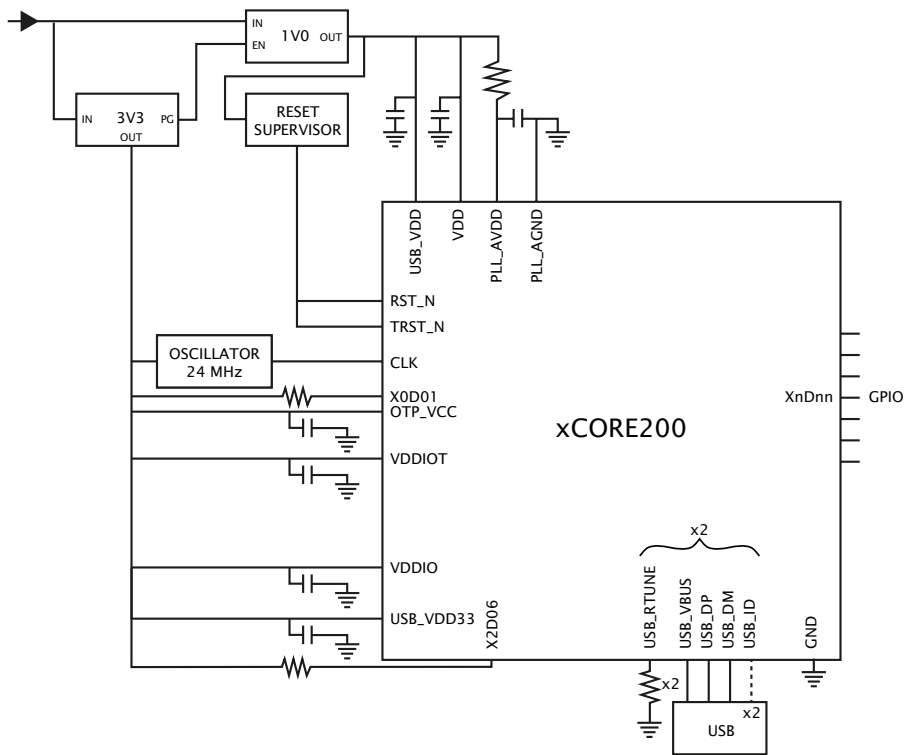 IN
1V0
OUT
EN
IN
3V3
PG
OUT
RESET
SUPERVISOR
USB_VDD
VDD
PLL_AVDD
PLL_AGND
RST_N
TRST_N
OSCILLATOR
24 MHz
CLK
X0D01
OTP_VCC
XnDnn
GPIO
xCORE200
VDDIOT
x2
VDDIO
USB_VDD33
X2D06
USB_RTUNE
USB_VBUS
USB_DP
USB_DM
USB_ID
GND
x2
x2
USB